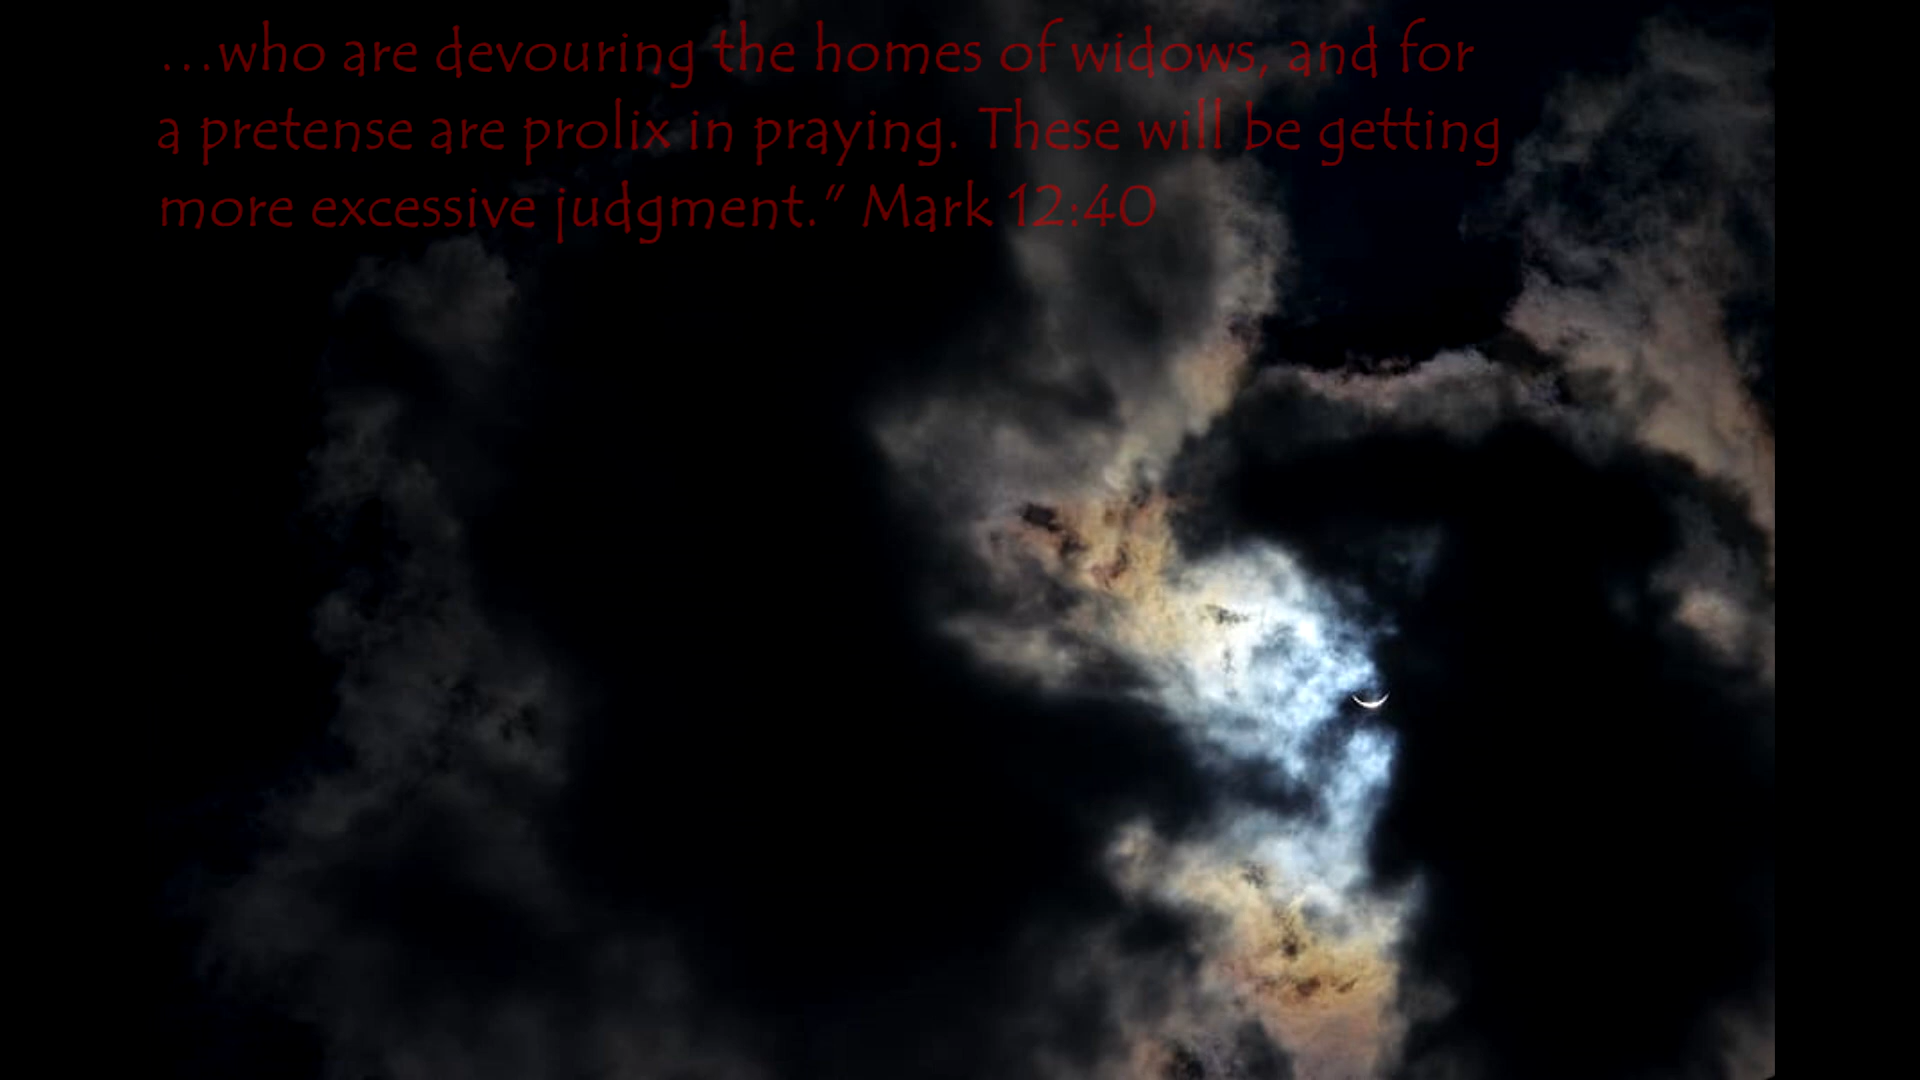 …who are devouring the homes of widows, and for
a pretense are prolix in praying. These will be getting
more excessive judgment.” Mark 12:40